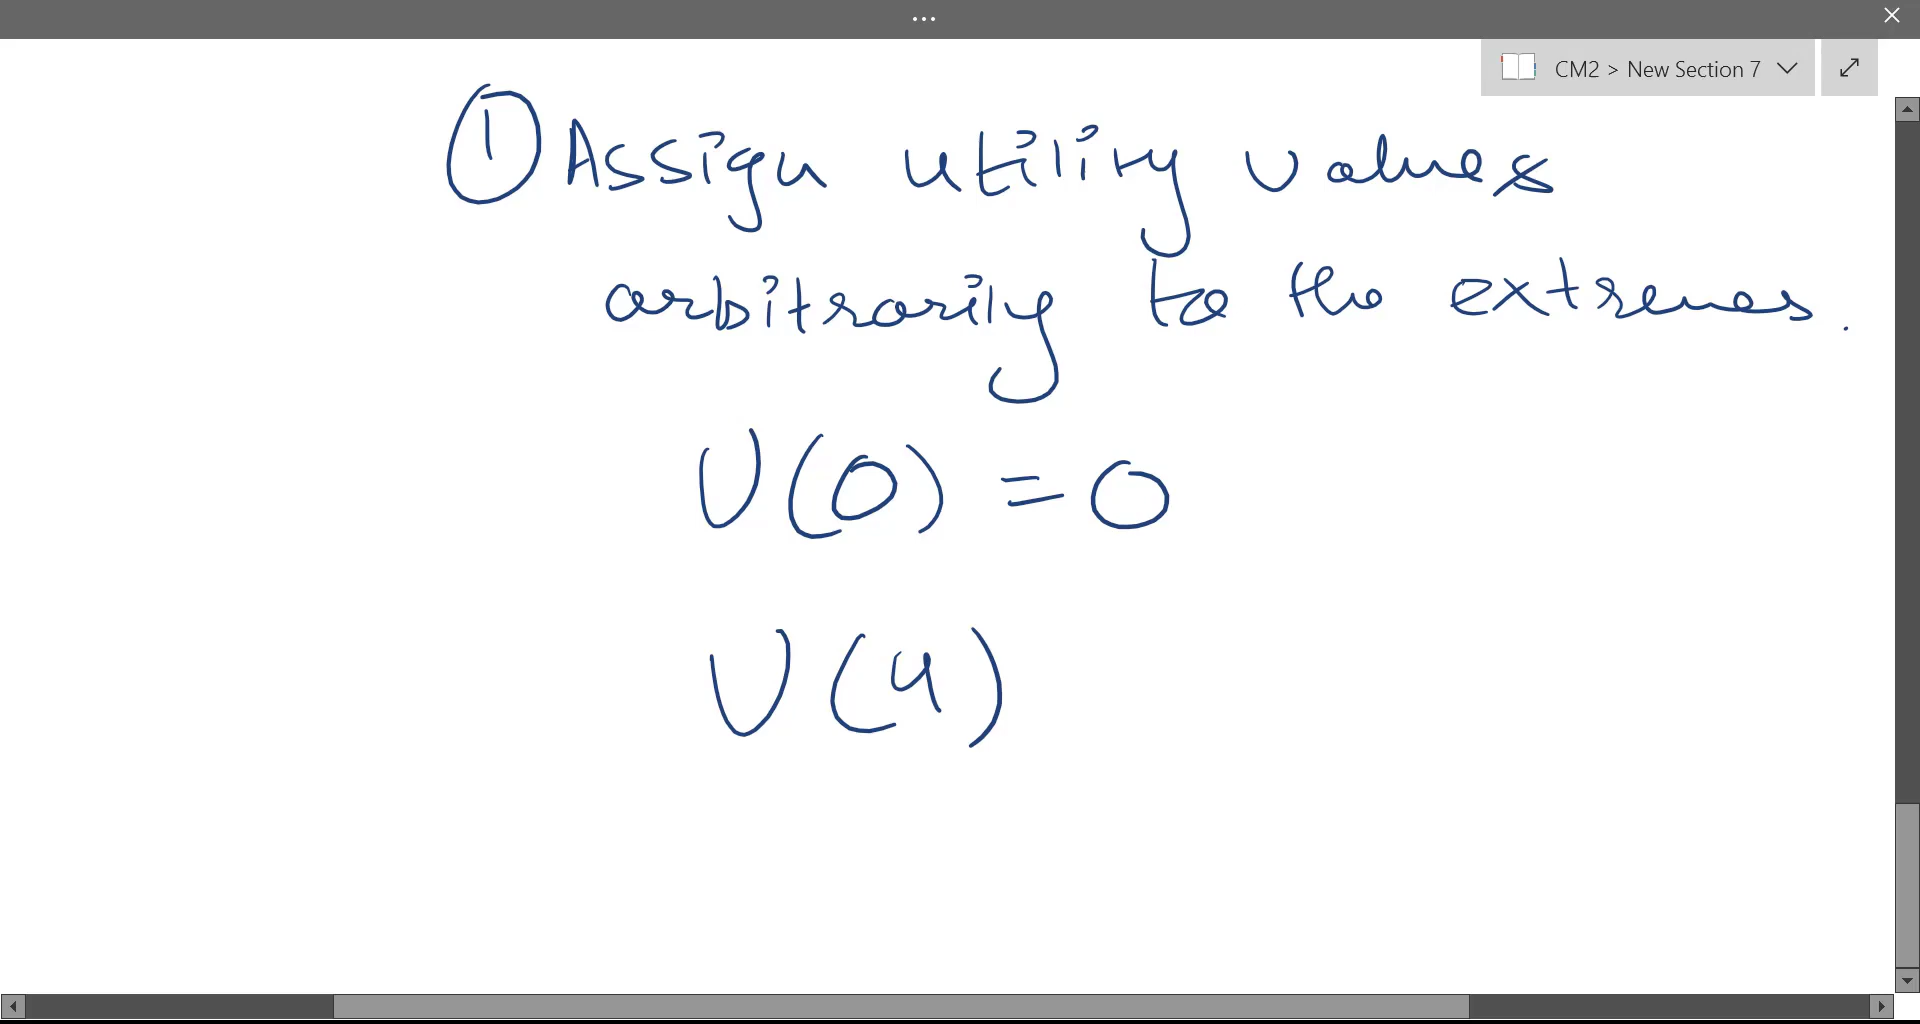 CM2 > New Section 7
① Assign utility values
arbitrarily to the extremes.
U(0) = 0
U(4)